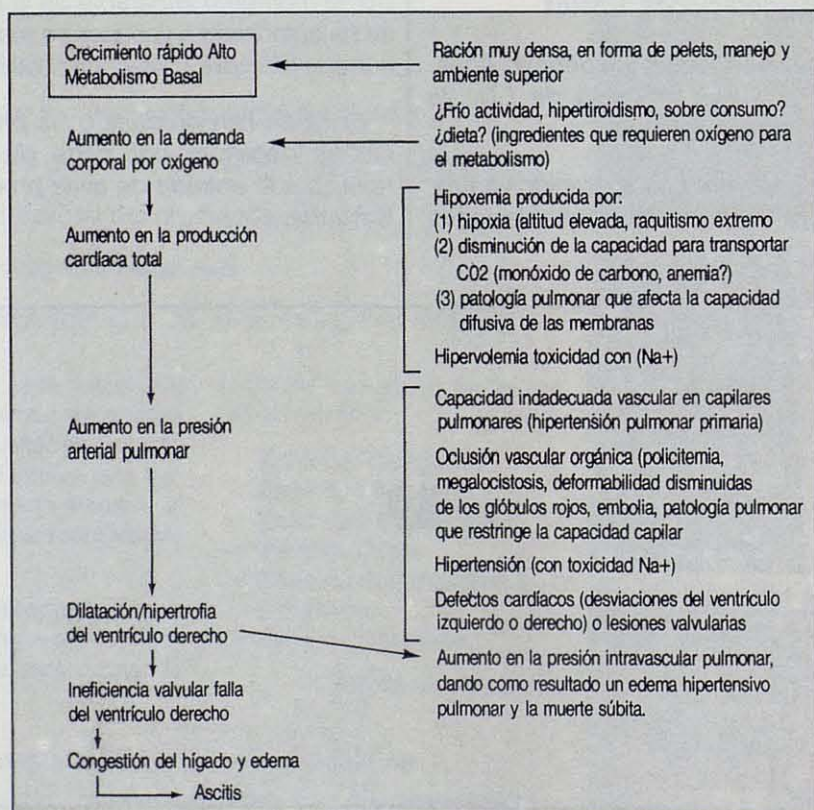 Crecimiento rápido Alto
Metabolismo Basal
Aumento en la demanda
corporal por oxígeno
Aumento en la producción
cardíaca total
Aumento en la presión
arterial pulmonar
Dilatación/hipertrofia
del ventrículo derecho
Ineficiencia valvular falla
del ventrículo derecho
Congestión del hígado y edema
Ascitis
Ración muy densa, en forma de pelets, manejo y
ambiente superior
¿Frío actividad, hipertiroidismo, sobre consumo?
¿dieta? (ingredientes que requieren oxígeno para
el metabolismo)
Hipoxemia producida por:
(1) hipoxia (altitud elevada, raquitismo extremo
(2) disminución de la capacidad para transportar
C02 (monóxido de carbono, anemia?)
(3) patología pulmonar que afecta la capacidad
difusiva de las membranas
Hipervolemia toxicidad con (Na+)
Capacidad indadecuada vascular en capilares
pulmonares (hipertensión pulmonar primaria)
Oclusión vascular orgánica (policitemia,
megalocistosis, deformabilidad disminuidas
de los glóbulos rojos, embolia, patología pulmonar
que restringe la capacidad capilar
Hipertensión (con toxicidad Na+)
Defectos cardíacos (desviaciones del ventrículo
izquierdo o derecho) o lesiones valvularias
Aumento en la presión intravascular pulmonar,
dando como resultado un edema hipertensivo
pulmonar y la muerte súbita.